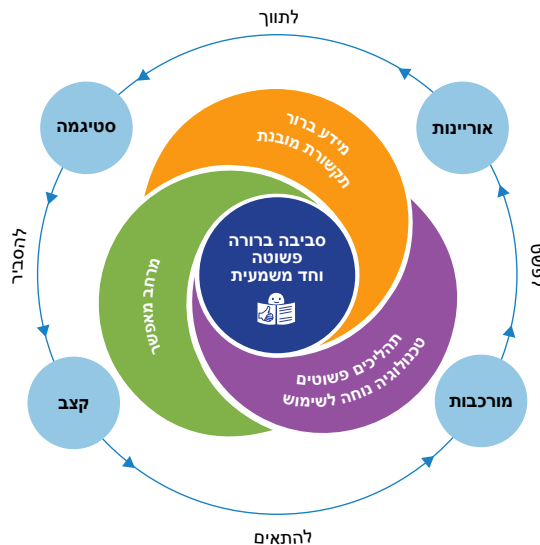 לתווך
אוריינות
סטיגמה
מידע ברור
תקשורת מובנת
להסביר
לפשט
סביבה ברורה
פשוטה
וחד משמעית
מרחב מאפשר
תהליכים פשוטים
טכנולוגיה נוחה לשימוש
מורכבות
קצב
להתאים